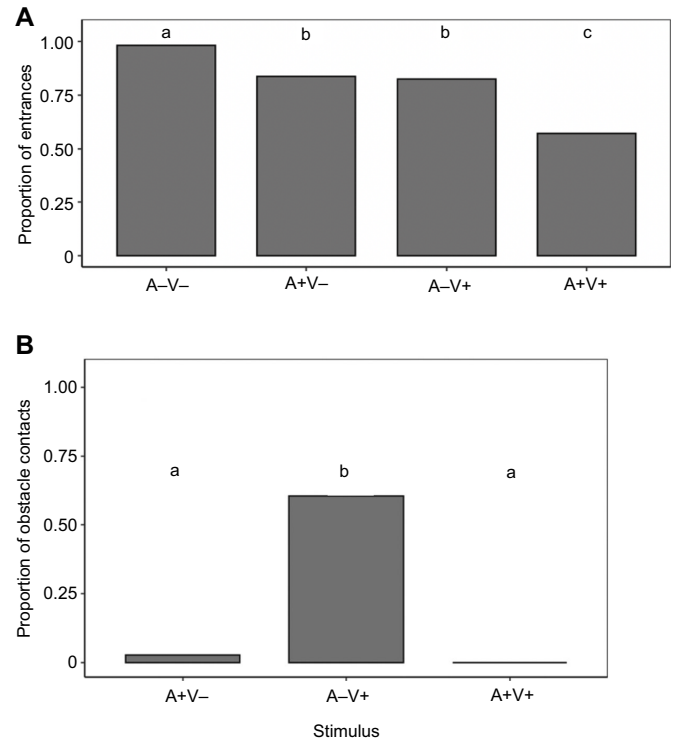 A
a b b c
1.00
0.75
0.50
0.25
0
Proportion of entrances
A–V– A+V– A–V+ A+V+
B
1.00
0.75
0.50
0.25
0
Proportion of obstacle contacts
a b a
A+V– A–V+ A+V+
Stimulus